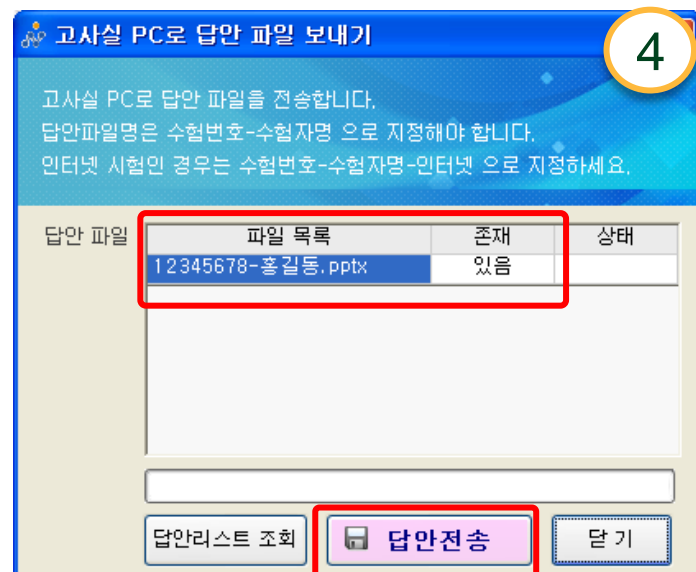 고사실 PC로 답안 파일 보내기
4
고사실 PC로 답안 파일을 전송합니다.
답안파일명은 수험번호-수험자명 으로 지정해야 합니다.
인터넷 시험인 경우는 수험번호-수험자명-인터넷 으로 지정하세요.
답안 파일 파일 목록 존재 상태
12345678-홍길동.pptx 있음
답안리스트 조회 답안전송 닫기